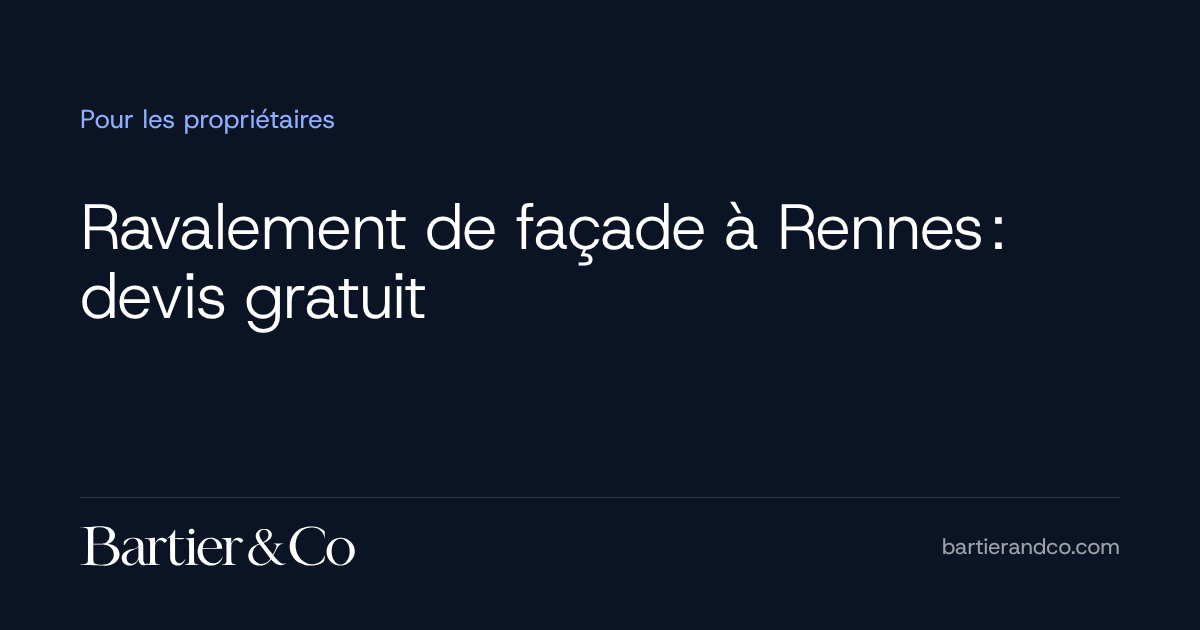 Pour les propriétaires
Ravalement de façade à Rennes :
devis gratuit
Bartier & Co
bartierandco.com